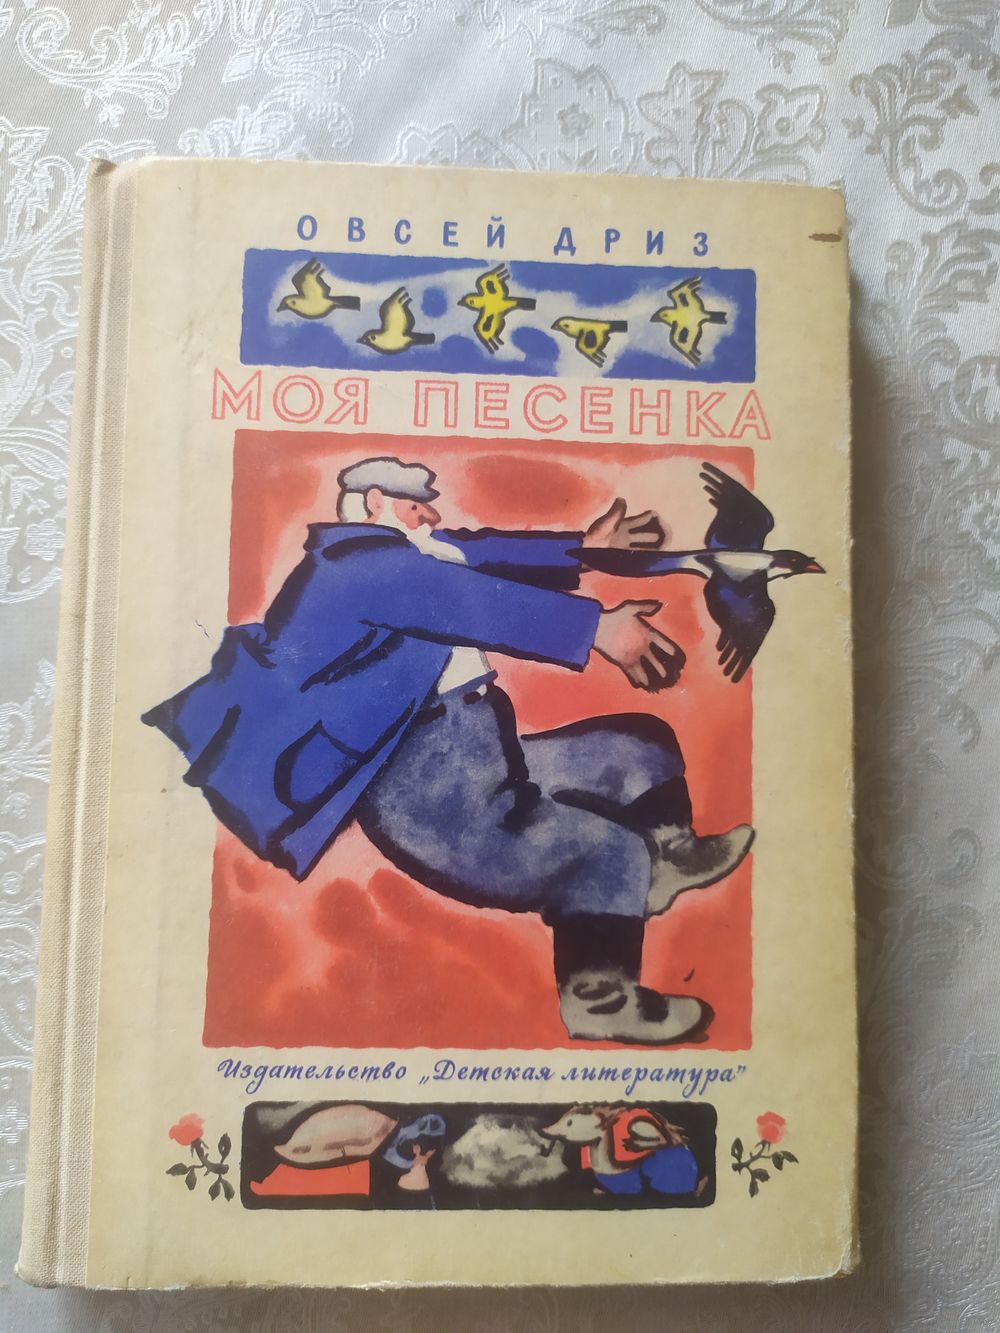 ОВСЕЙ ДРИЗ
МОЯ ПЕСЕНКА
Издательство „Детская литература"